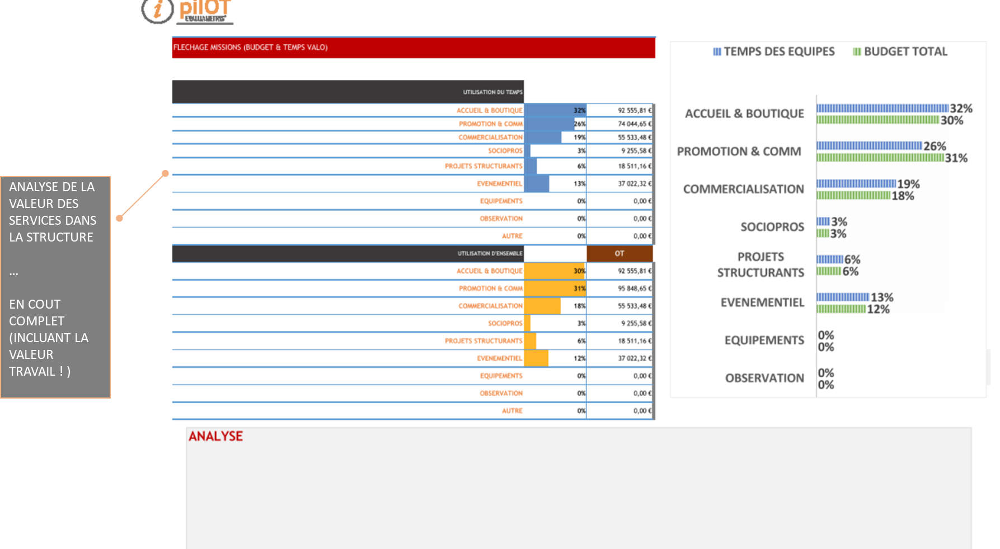 i pilOT
EVALUAMETRIS
FLECHAGE MISSIONS (BUDGET & TEMPS VALO)
UTILISATION DU TEMPS
ACCUEIL & BOUTIQUE 32% 92 555,81 €
PROMOTION & COMM 26% 74 044,65 €
COMMERCIALISATION 19% 55 533,48 €
SOCIOPROS 3% 9 255,58 €
PROJETS STRUCTURANTS 6% 18 511,16 €
EVENEMENTIEL 13% 37 022,32 €
EQUIPEMENTS 0% 0,00 €
OBSERVATION 0% 0,00 €
AUTRE 0% 0,00 €
UTILISATION D'ENSEMBLE OT
ACCUEIL & BOUTIQUE 30% 92 555,81 €
PROMOTION & COMM 31% 95 848,65 €
COMMERCIALISATION 18% 55 533,48 €
SOCIOPROS 3% 9 255,58 €
PROJETS STRUCTURANTS 6% 18 511,16 €
EVENEMENTIEL 12% 37 022,32 €
EQUIPEMENTS 0% 0,00 €
OBSERVATION 0% 0,00 €
AUTRE 0% 0,00 €
ANALYSE DE LA
VALEUR DES
SERVICES DANS
LA STRUCTURE
...
EN COUT
COMPLET
(INCLUANT LA
VALEUR
TRAVAIL ! )
TEMPS DES EQUIPES BUDGET TOTAL
ACCUEIL & BOUTIQUE 32%
30%
PROMOTION & COMM 26%
31%
COMMERCIALISATION 19%
18%
SOCIOPROS 3%
3%
PROJETS
STRUCTURANTS 6%
6%
EVENEMENTIEL 13%
12%
EQUIPEMENTS 0%
0%
OBSERVATION 0%
0%
ANALYSE